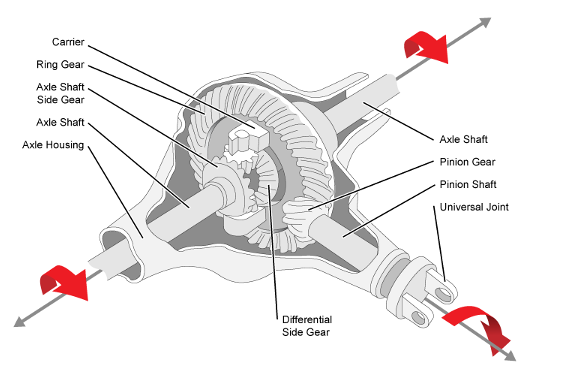 Carrier
Ring Gear
Axle Shaft
Side Gear
Axle Shaft
Axle Housing
Axle Shaft
Pinion Gear
Pinion Shaft
Universal Joint
Differential
Side Gear